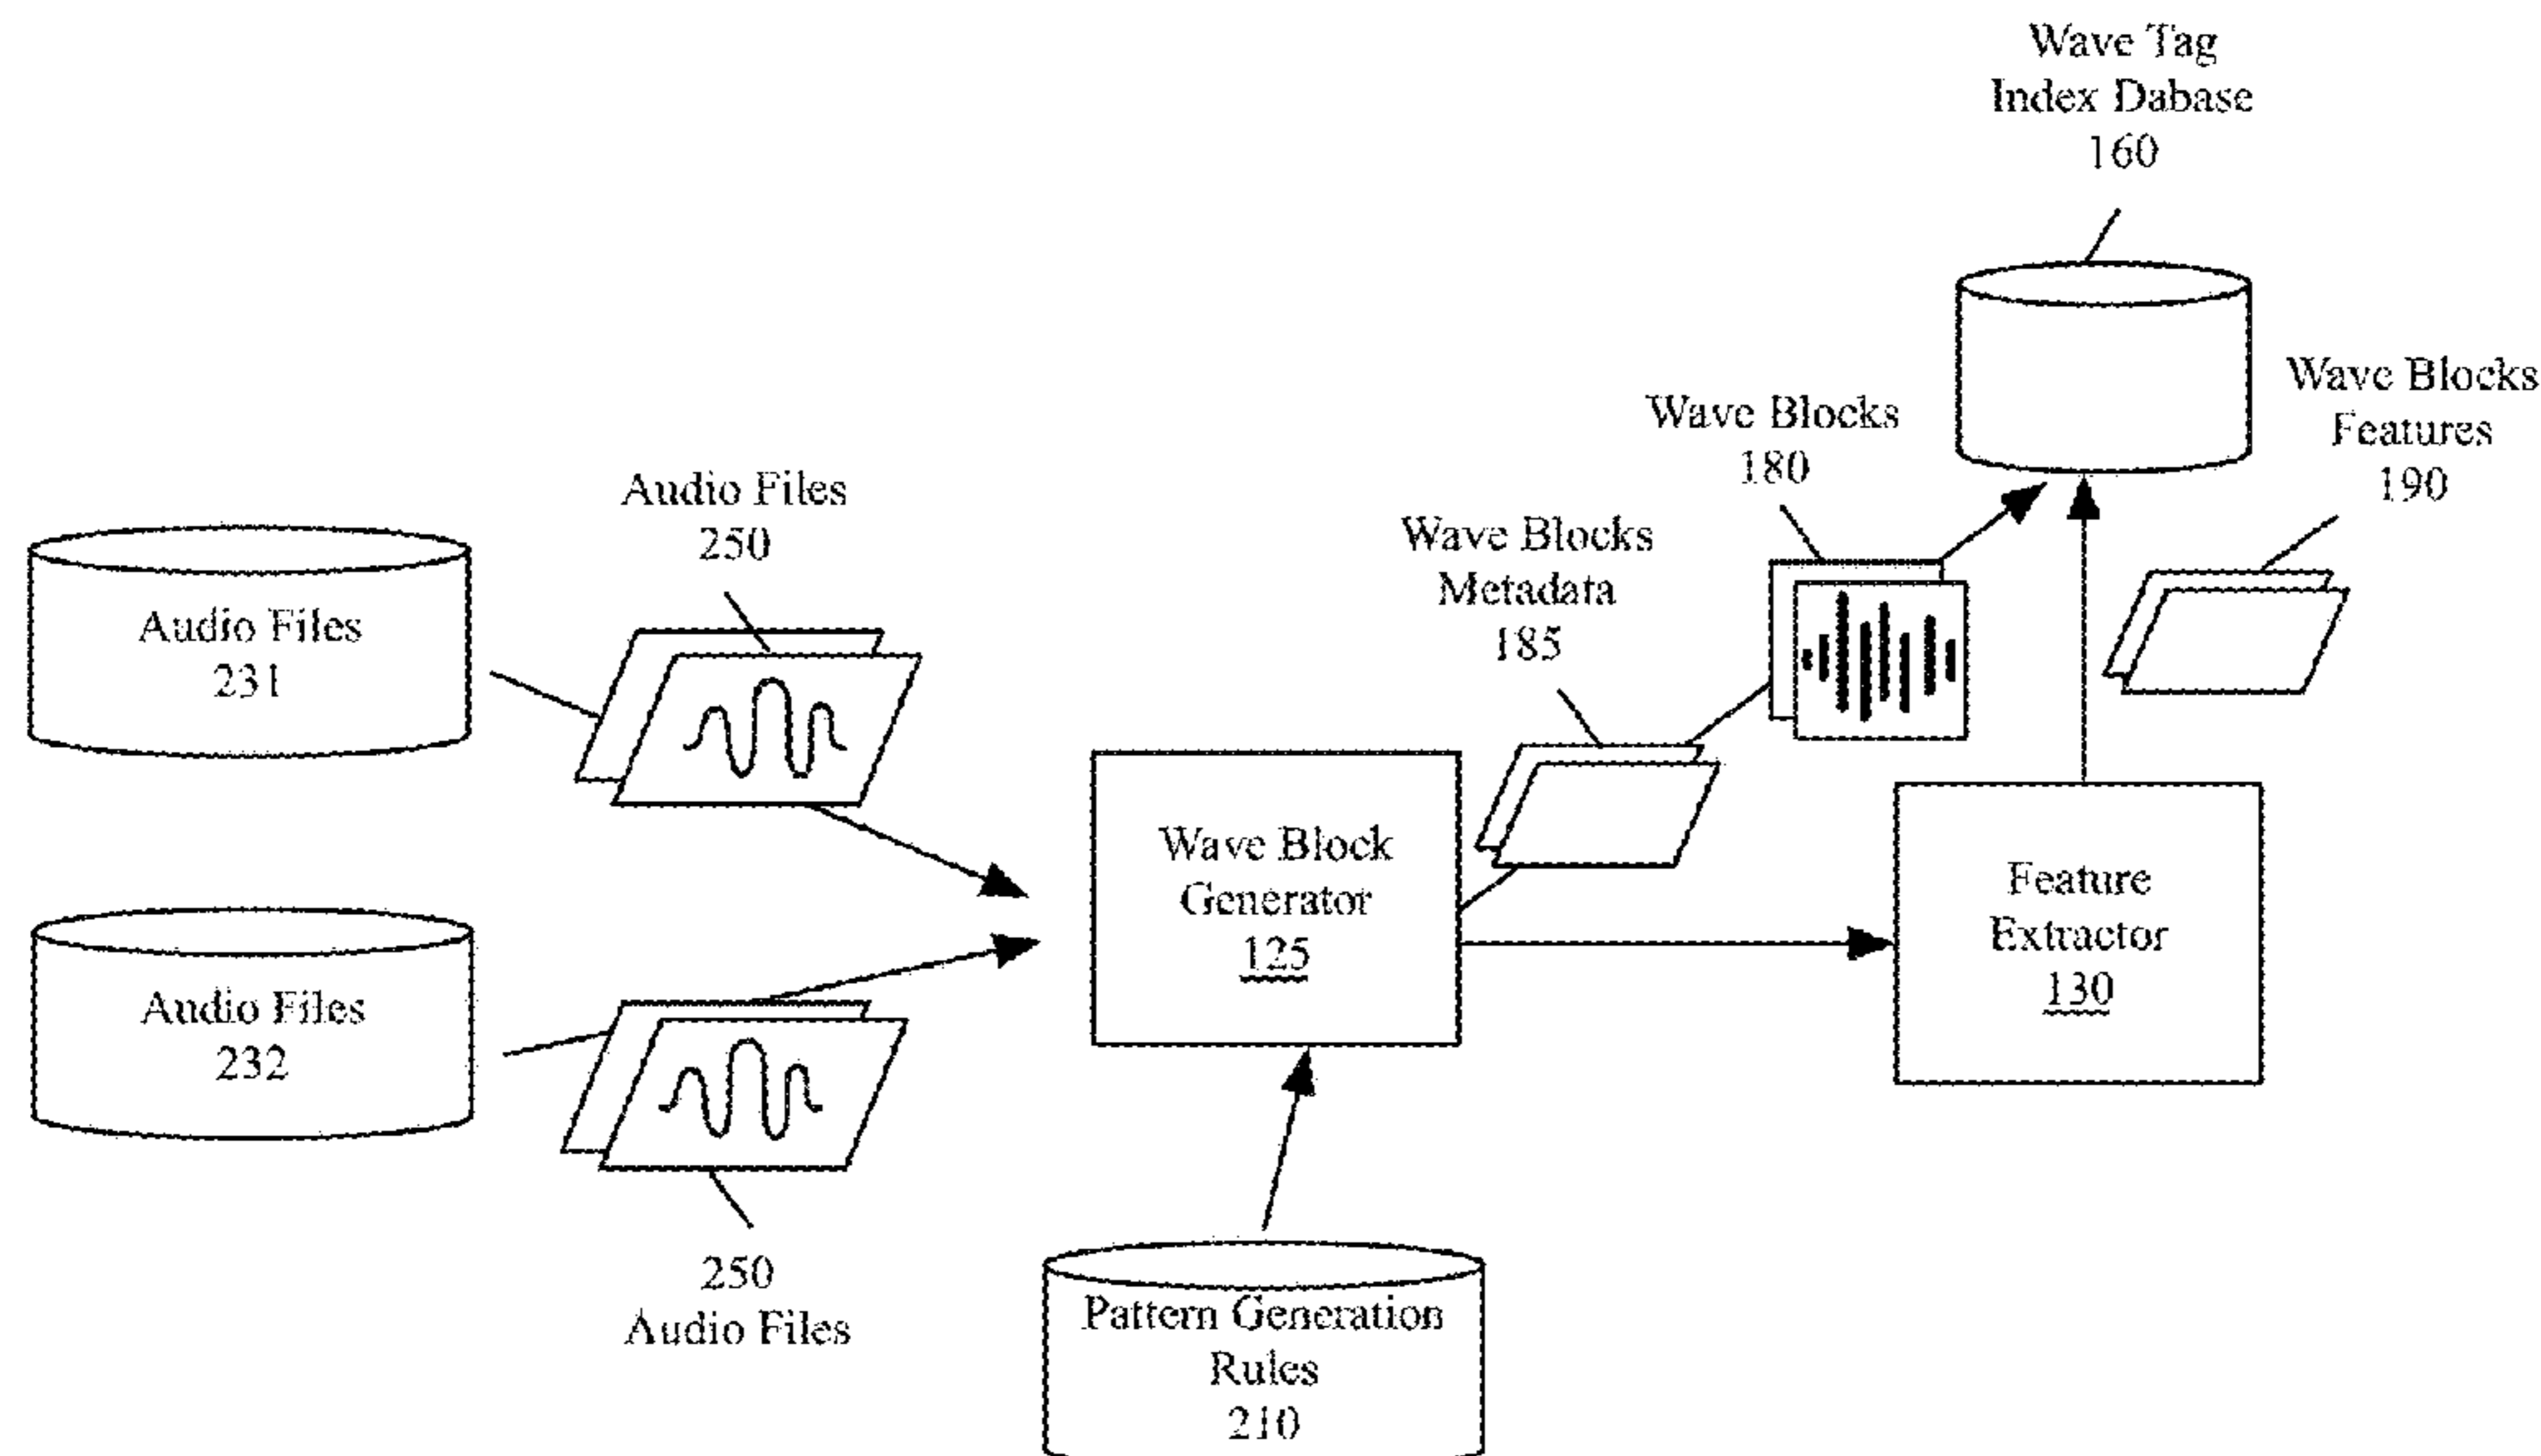 Wave Tag
Index Dabase
160
Wave Blocks
Features
190
Wave Blocks
180
Audio Files
250
Wave Blocks
Metadata
185
Audio Files
231
Wave Block
Generator
125
Feature
Extractor
130
Audio Files
232
250
Audio Files
Pattern Generation
Rules
210